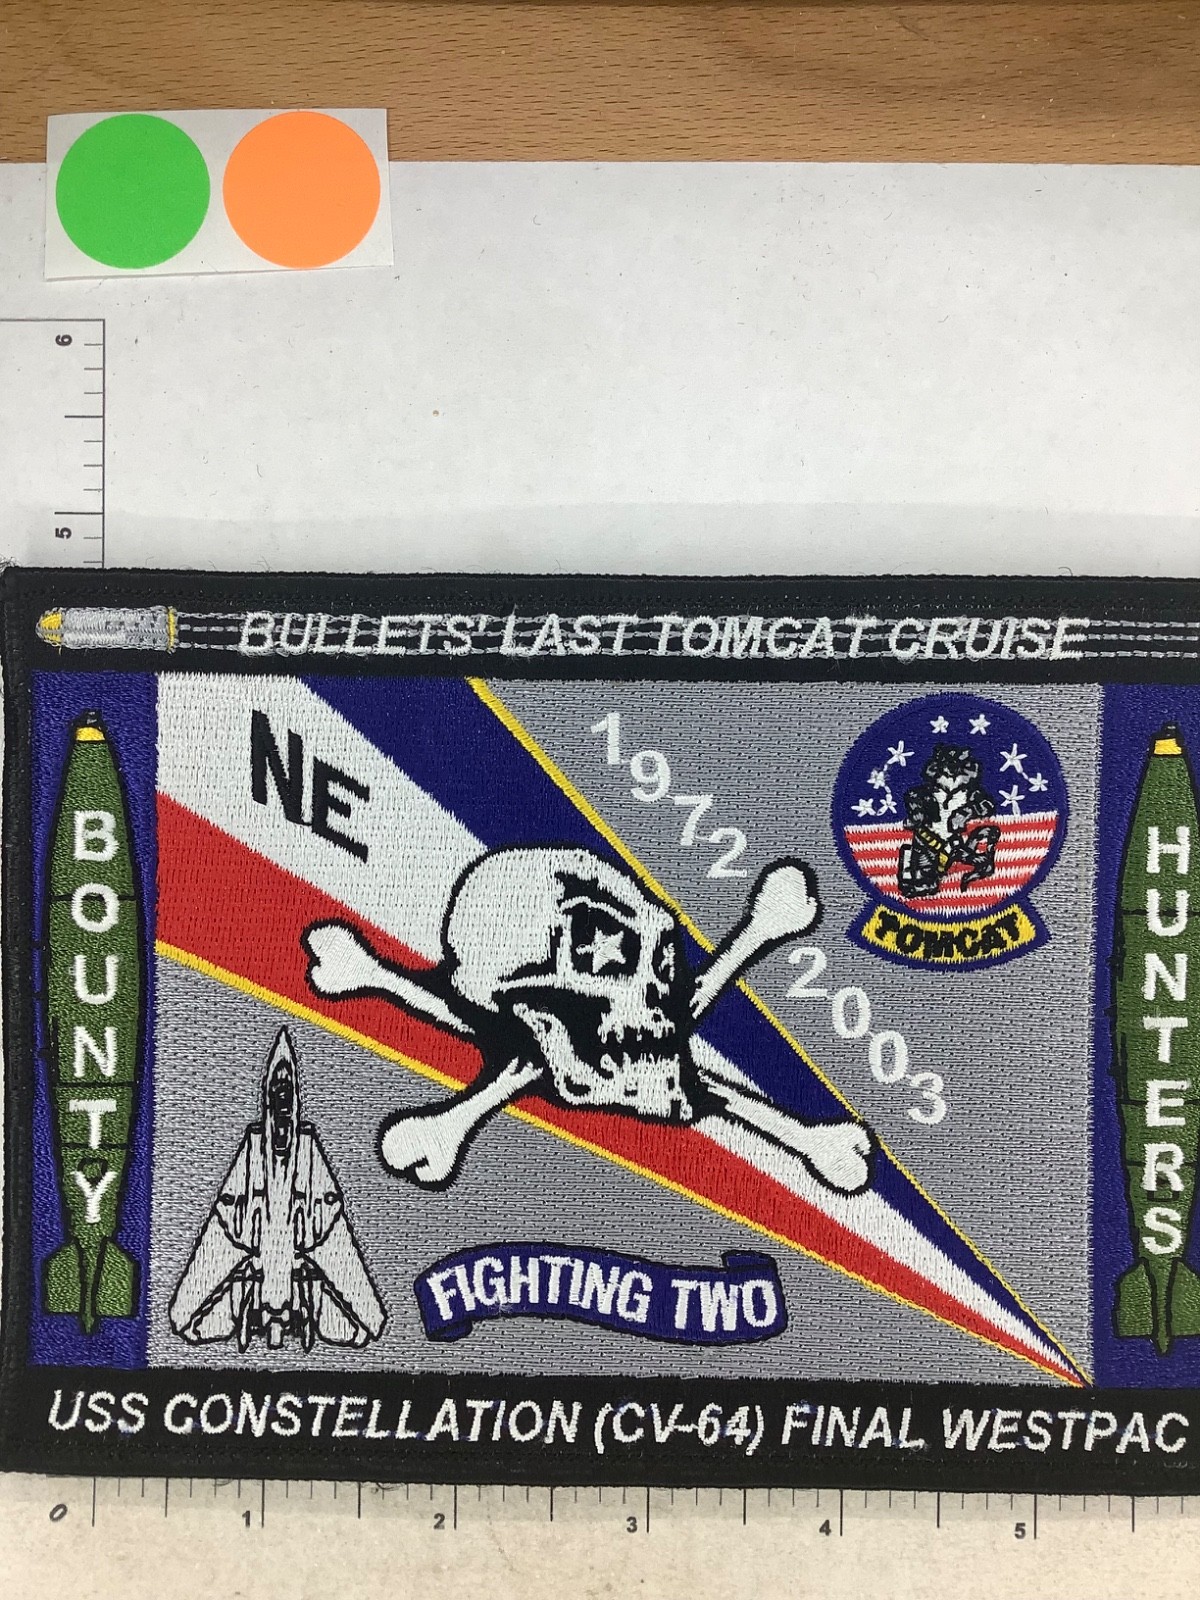 6
5
BULLETS' LAST TOMCAT CRUISE
NE
1972
2003
TOMCAT
BOUNTY
HUNTERS
FIGHTING TWO
USS CONSTELLATION (CV-64) FINAL WESTPAC
0 1 2 3 4 5